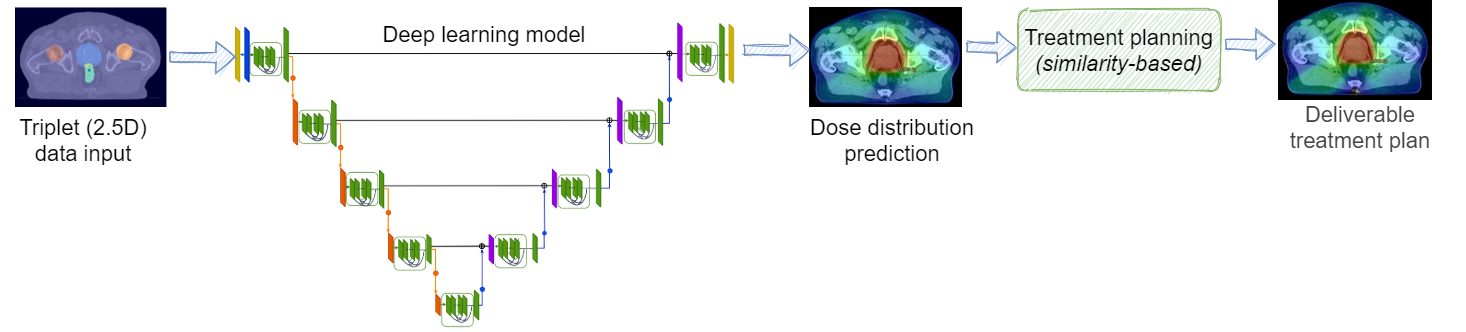 Deep learning model
Triplet (2.5D)
data input
Dose distribution
prediction
Treatment planning
(similarity-based)
Deliverable
treatment plan